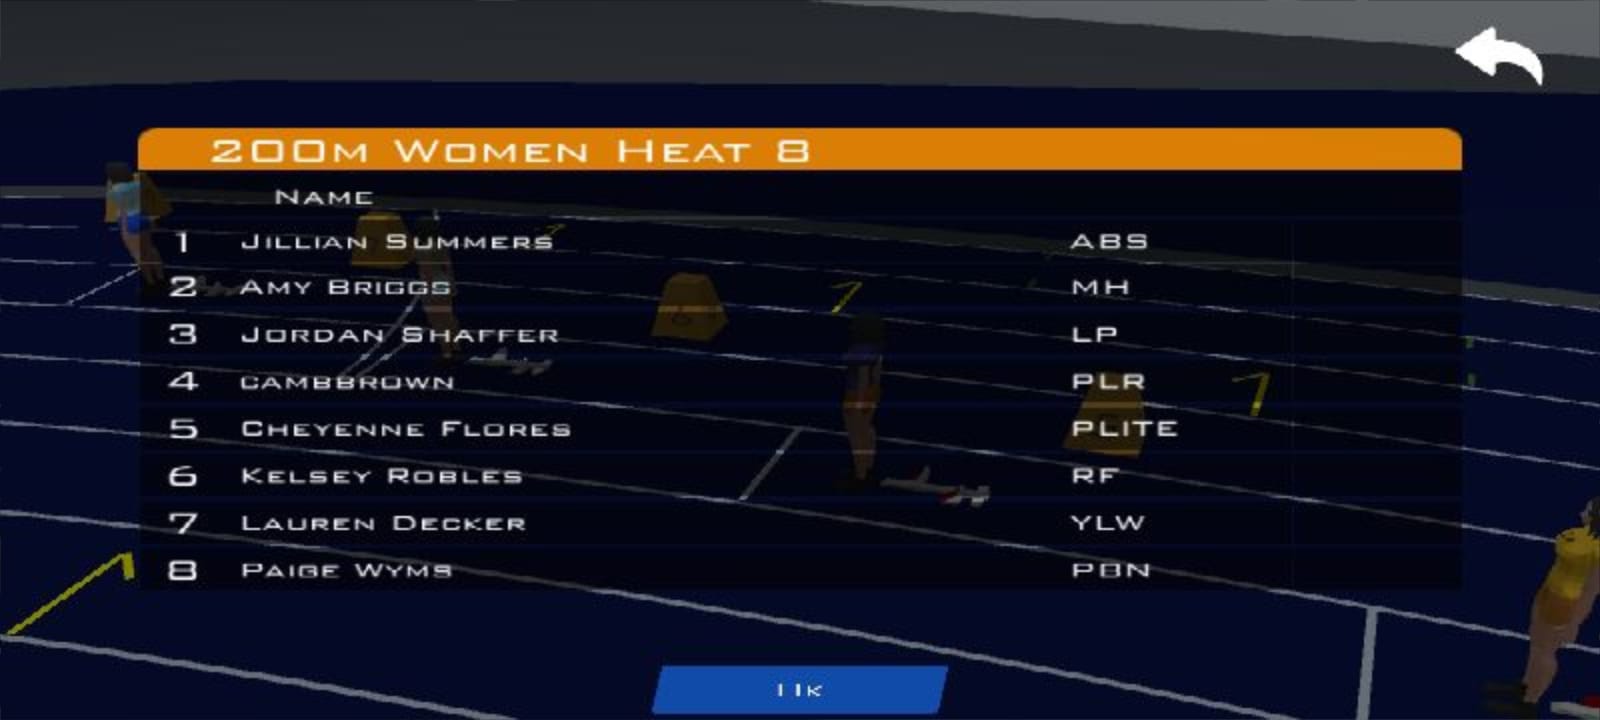 200m Women Heat 8
Name
1 Jillian Summers ABS
2 Amy Briggs MH
3 Jordan Shaffer LP
4 cambbrown PLR
5 Cheyenne Flores PLITE
6 Kelsey Robles RF
7 Lauren Decker YLW
8 Paige Wyms PBN